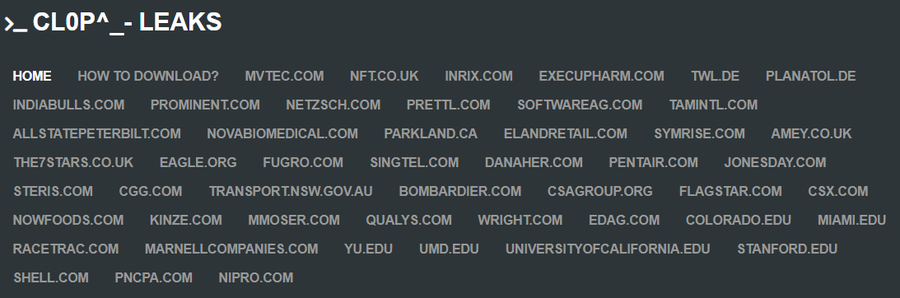 >_ CL0P^_- LEAKS
HOME HOW TO DOWNLOAD? MVTEC.COM NFT.CO.UK INRIX.COM EXECUPHARM.COM TWL.DE PLANATOL.DE
INDIABULLS.COM PROMINENT.COM NETZSCH.COM PRETTL.COM SOFTWAREAG.COM TAMINTL.COM
ALLSTATEPETERBILT.COM NOVABIOMEDICAL.COM PARKLAND.CA ELANDRETAIL.COM SYMRISE.COM AMEY.CO.UK
THE7STARS.CO.UK EAGLE.ORG FUGRO.COM SINGTEL.COM DANAHER.COM PENTAIR.COM JONESDAY.COM
STERIS.COM CGG.COM TRANSPORT.NSW.GOV.AU BOMBARDIER.COM CSAGROUP.ORG FLAGSTAR.COM CSX.COM
NOWFOODS.COM KINZE.COM MMOSER.COM QUALYS.COM WRIGHT.COM EDAG.COM COLORADO.EDU MIAMI.EDU
RACETRAC.COM MARNELLCOMPANIES.COM YU.EDU UMD.EDU UNIVERSITYOFCALIFORNIA.EDU STANFORD.EDU
SHELL.COM PNCPA.COM NIPRO.COM